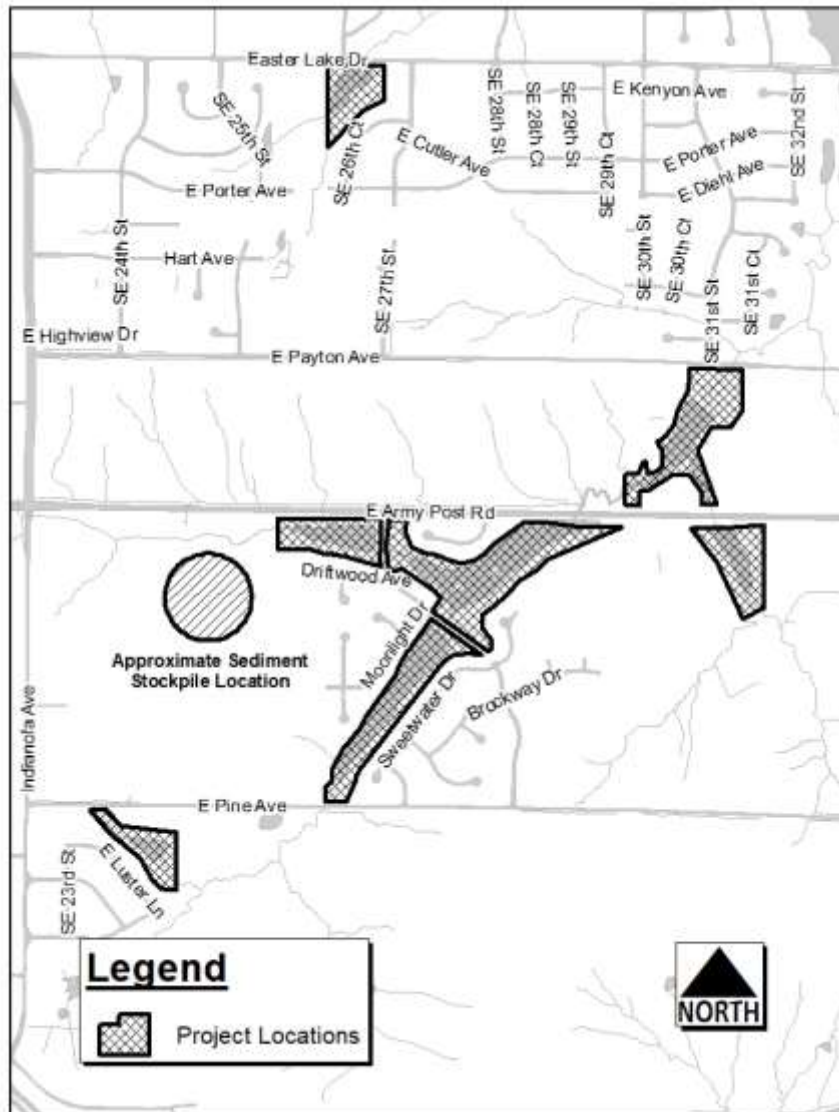 Easter Lake Dr
E Kenyon Ave
SE 25th St
SE 26th Ct
E Cutler Ave
SE 28th St
SE 28th Ct
SE 29th St
SE 29th Ct
E Porter Ave
E Diehl Ave
SE 32nd St
E Porter Ave
SE 24th St
Hart Ave
SE 27th St
SE 30th St
SE 30th Ct
SE 31st St
SE 31st Ct
E Highview Dr
E Payton Ave
E Army Post Rd
Driftwood Ave
Moonlight Dr
Approximate Sediment
Stockpile Location
Sweetwater Dr
Brockway Dr
Indianola Ave
E Pine Ave
SE 23rd St
E Luster Ln
Legend
Project Locations
NORTH